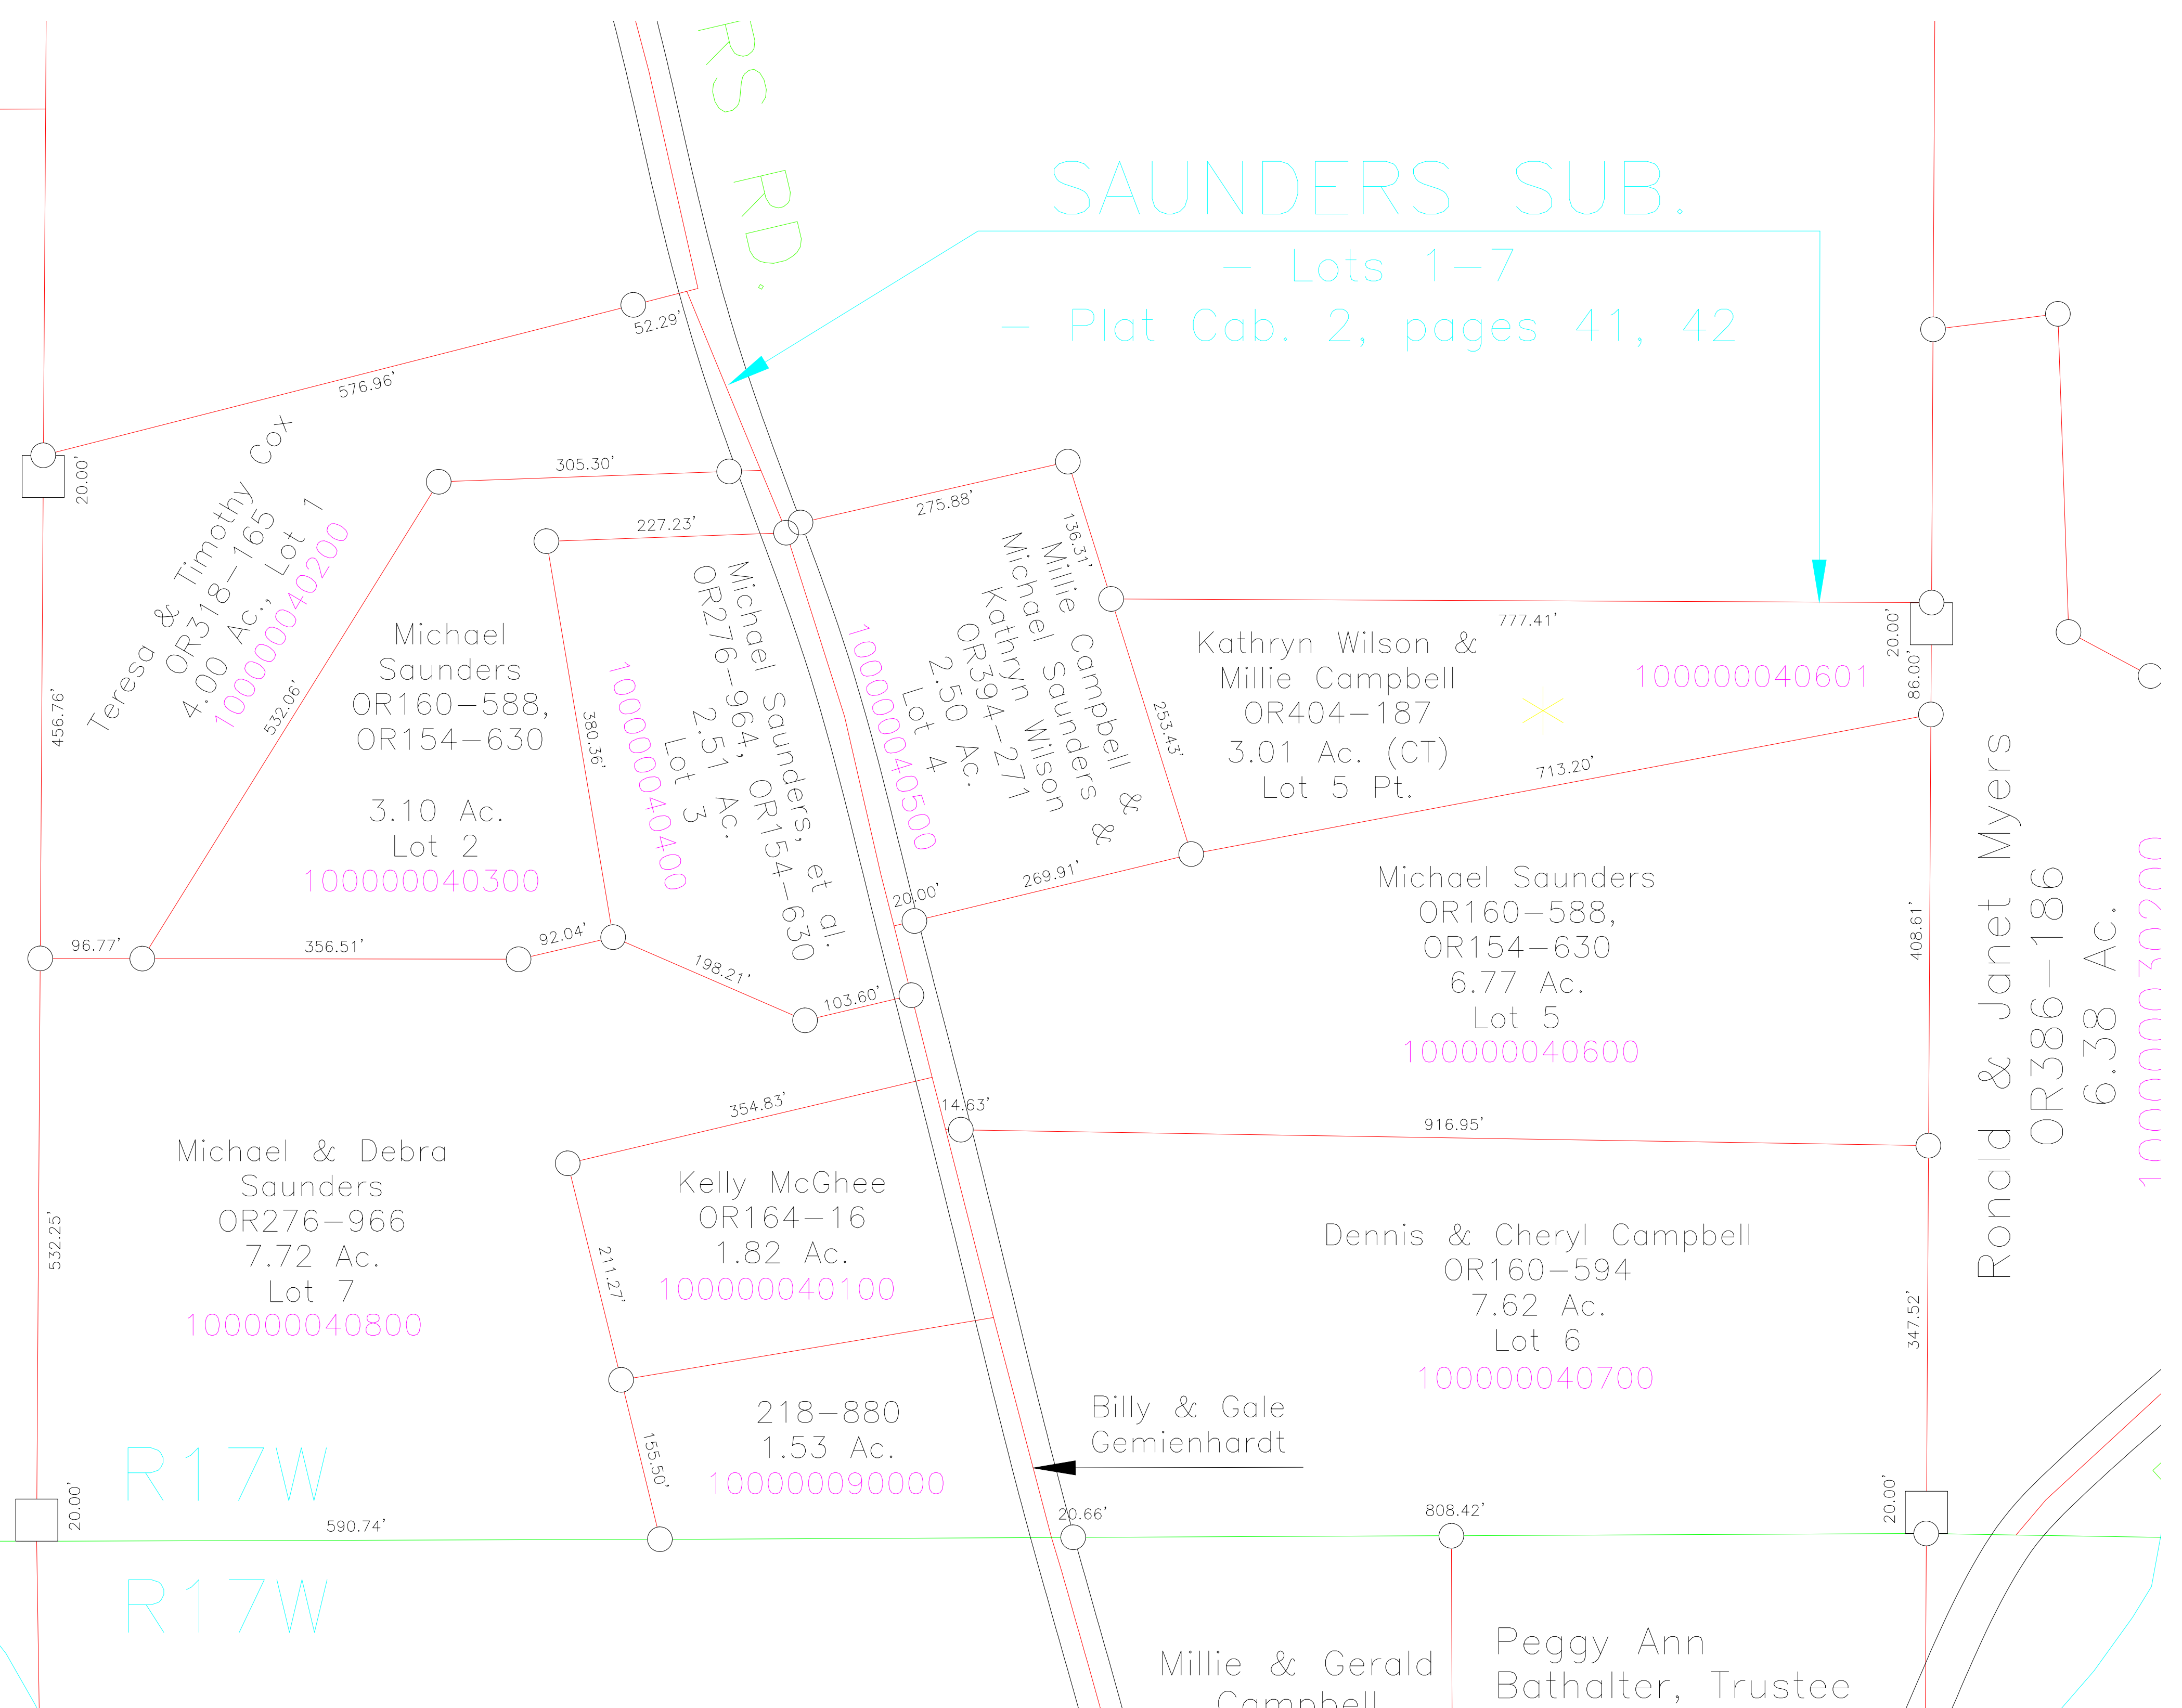 RS RD.
SAUNDERS SUB.
- Lots 1-7
- Plat Cab. 2, pages 41, 42
52.29'
576.96'
20.00'
Teresa & Timothy Cox
OR318-165
4.00 Ac., Lot 1
100000040200
456.76'
532.06'
96.77'
305.30'
Michael
Saunders
OR160-588,
OR154-630
3.10 Ac.
Lot 2
100000040300
356.51'
92.04'
227.23'
380.36'
Michael Saunders, et al.
OR276-964, OR154-630
2.51 Ac.
Lot 3
100000040400
198.21'
103.60'
275.88'
136.31'
253.43'
Millie Campbell &
Michael Saunders &
Kathryn Wilson
OR394-271
2.50 Ac.
Lot 4
100000040500
20.00'
269.91'
777.41'
Kathryn Wilson &
Millie Campbell
OR404-187
3.01 Ac. (CT)
Lot 5 Pt.
100000040601
20.00'
86.00'
713.20'
Michael Saunders
OR160-588,
OR154-630
6.77 Ac.
Lot 5
100000040600
408.61'
Ronald & Janet Myers
OR386-186
6.38 Ac.
100000030200
14.63'
916.95'
354.83'
Michael & Debra
Saunders
OR276-966
7.72 Ac.
Lot 7
100000040800
532.25'
Kelly McGhee
OR164-16
1.82 Ac.
100000040100
211.27'
Dennis & Cheryl Campbell
OR160-594
7.62 Ac.
Lot 6
100000040700
347.52'
218-880
1.53 Ac.
100000090000
155.50'
Billy & Gale
Gemienhardt
R17W
20.00'
590.74'
20.66'
808.42'
20.00'
R17W
Millie & Gerald
Campbell
Peggy Ann
Bathalter, Trustee